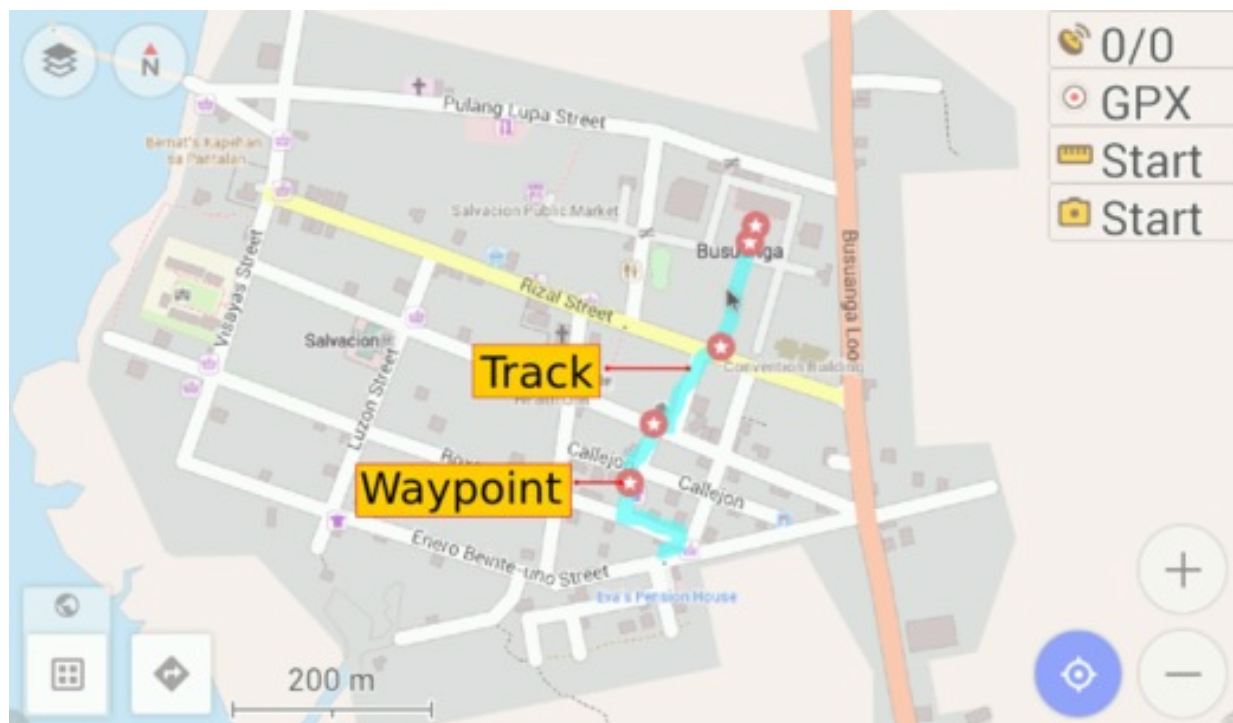 N
0/0
GPX
Start
Start
Pulang Lupa Street
Bernat's Kapehan
sa Pantalan
Salvacion Public Market
Busuanga
Busuanga Loo
Visayas Street
Rizal Street
Salvacion
Track
Convention Building
Luzon Street
Callejon
Callejon
Waypoint
Enero Beinte-uno Street
Eva's Pension House
200 m